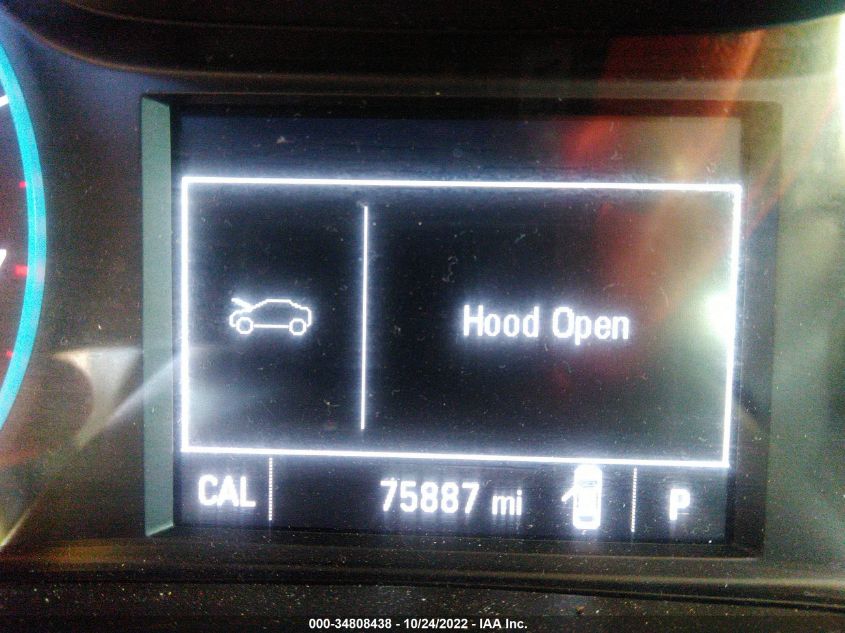 Hood Open
CAL 75887 mi P
000-34808438 - 10/24/2022 - IAA Inc.